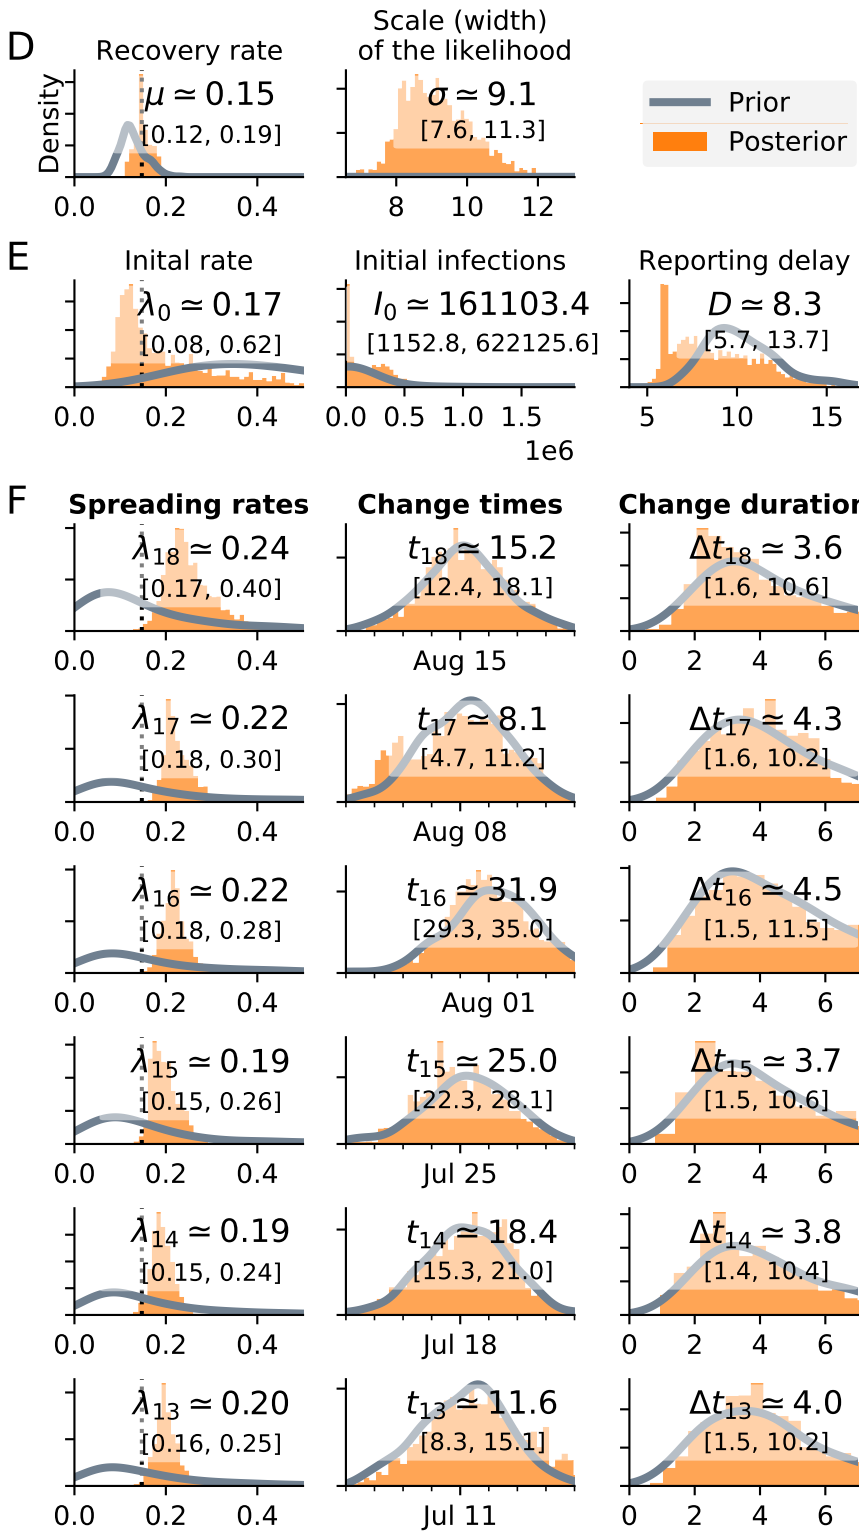 D
Recovery rate
Scale (width)
of the likelihood
Density
μ ≃ 0.15
[0.12, 0.19]
0.0 0.2 0.4
σ ≃ 9.1
[7.6, 11.3]
8 10 12
Prior
Posterior
E
Inital rate
λ0 ≃ 0.17
[0.08, 0.62]
0.0 0.2 0.4
Initial infections
I0 ≃ 161103.4
[1152.8, 622125.6]
0.0 0.5 1.0 1.5
1e6
Reporting delay
D ≃ 8.3
[5.7, 13.7]
5 10 15
F
Spreading rates
Change times
Change duration
λ18 ≃ 0.24
[0.17, 0.40]
0.0 0.2 0.4
t18 ≃ 15.2
[12.4, 18.1]
Aug 15
Δt18 ≃ 3.6
[1.6, 10.6]
0 2 4 6
λ17 ≃ 0.22
[0.18, 0.30]
0.0 0.2 0.4
t17 ≃ 8.1
[4.7, 11.2]
Aug 08
Δt17 ≃ 4.3
[1.6, 10.2]
0 2 4 6
λ16 ≃ 0.22
[0.18, 0.28]
0.0 0.2 0.4
t16 ≃ 31.9
[29.3, 35.0]
Aug 01
Δt16 ≃ 4.5
[1.5, 11.5]
0 2 4 6
λ15 ≃ 0.19
[0.15, 0.26]
0.0 0.2 0.4
t15 ≃ 25.0
[22.3, 28.1]
Jul 25
Δt15 ≃ 3.7
[1.5, 10.6]
0 2 4 6
λ14 ≃ 0.19
[0.15, 0.24]
0.0 0.2 0.4
t14 ≃ 18.4
[15.3, 21.0]
Jul 18
Δt14 ≃ 3.8
[1.4, 10.4]
0 2 4 6
λ13 ≃ 0.20
[0.16, 0.25]
0.0 0.2 0.4
t13 ≃ 11.6
[8.3, 15.1]
Jul 11
Δt13 ≃ 4.0
[1.5, 10.2]
0 2 4 6